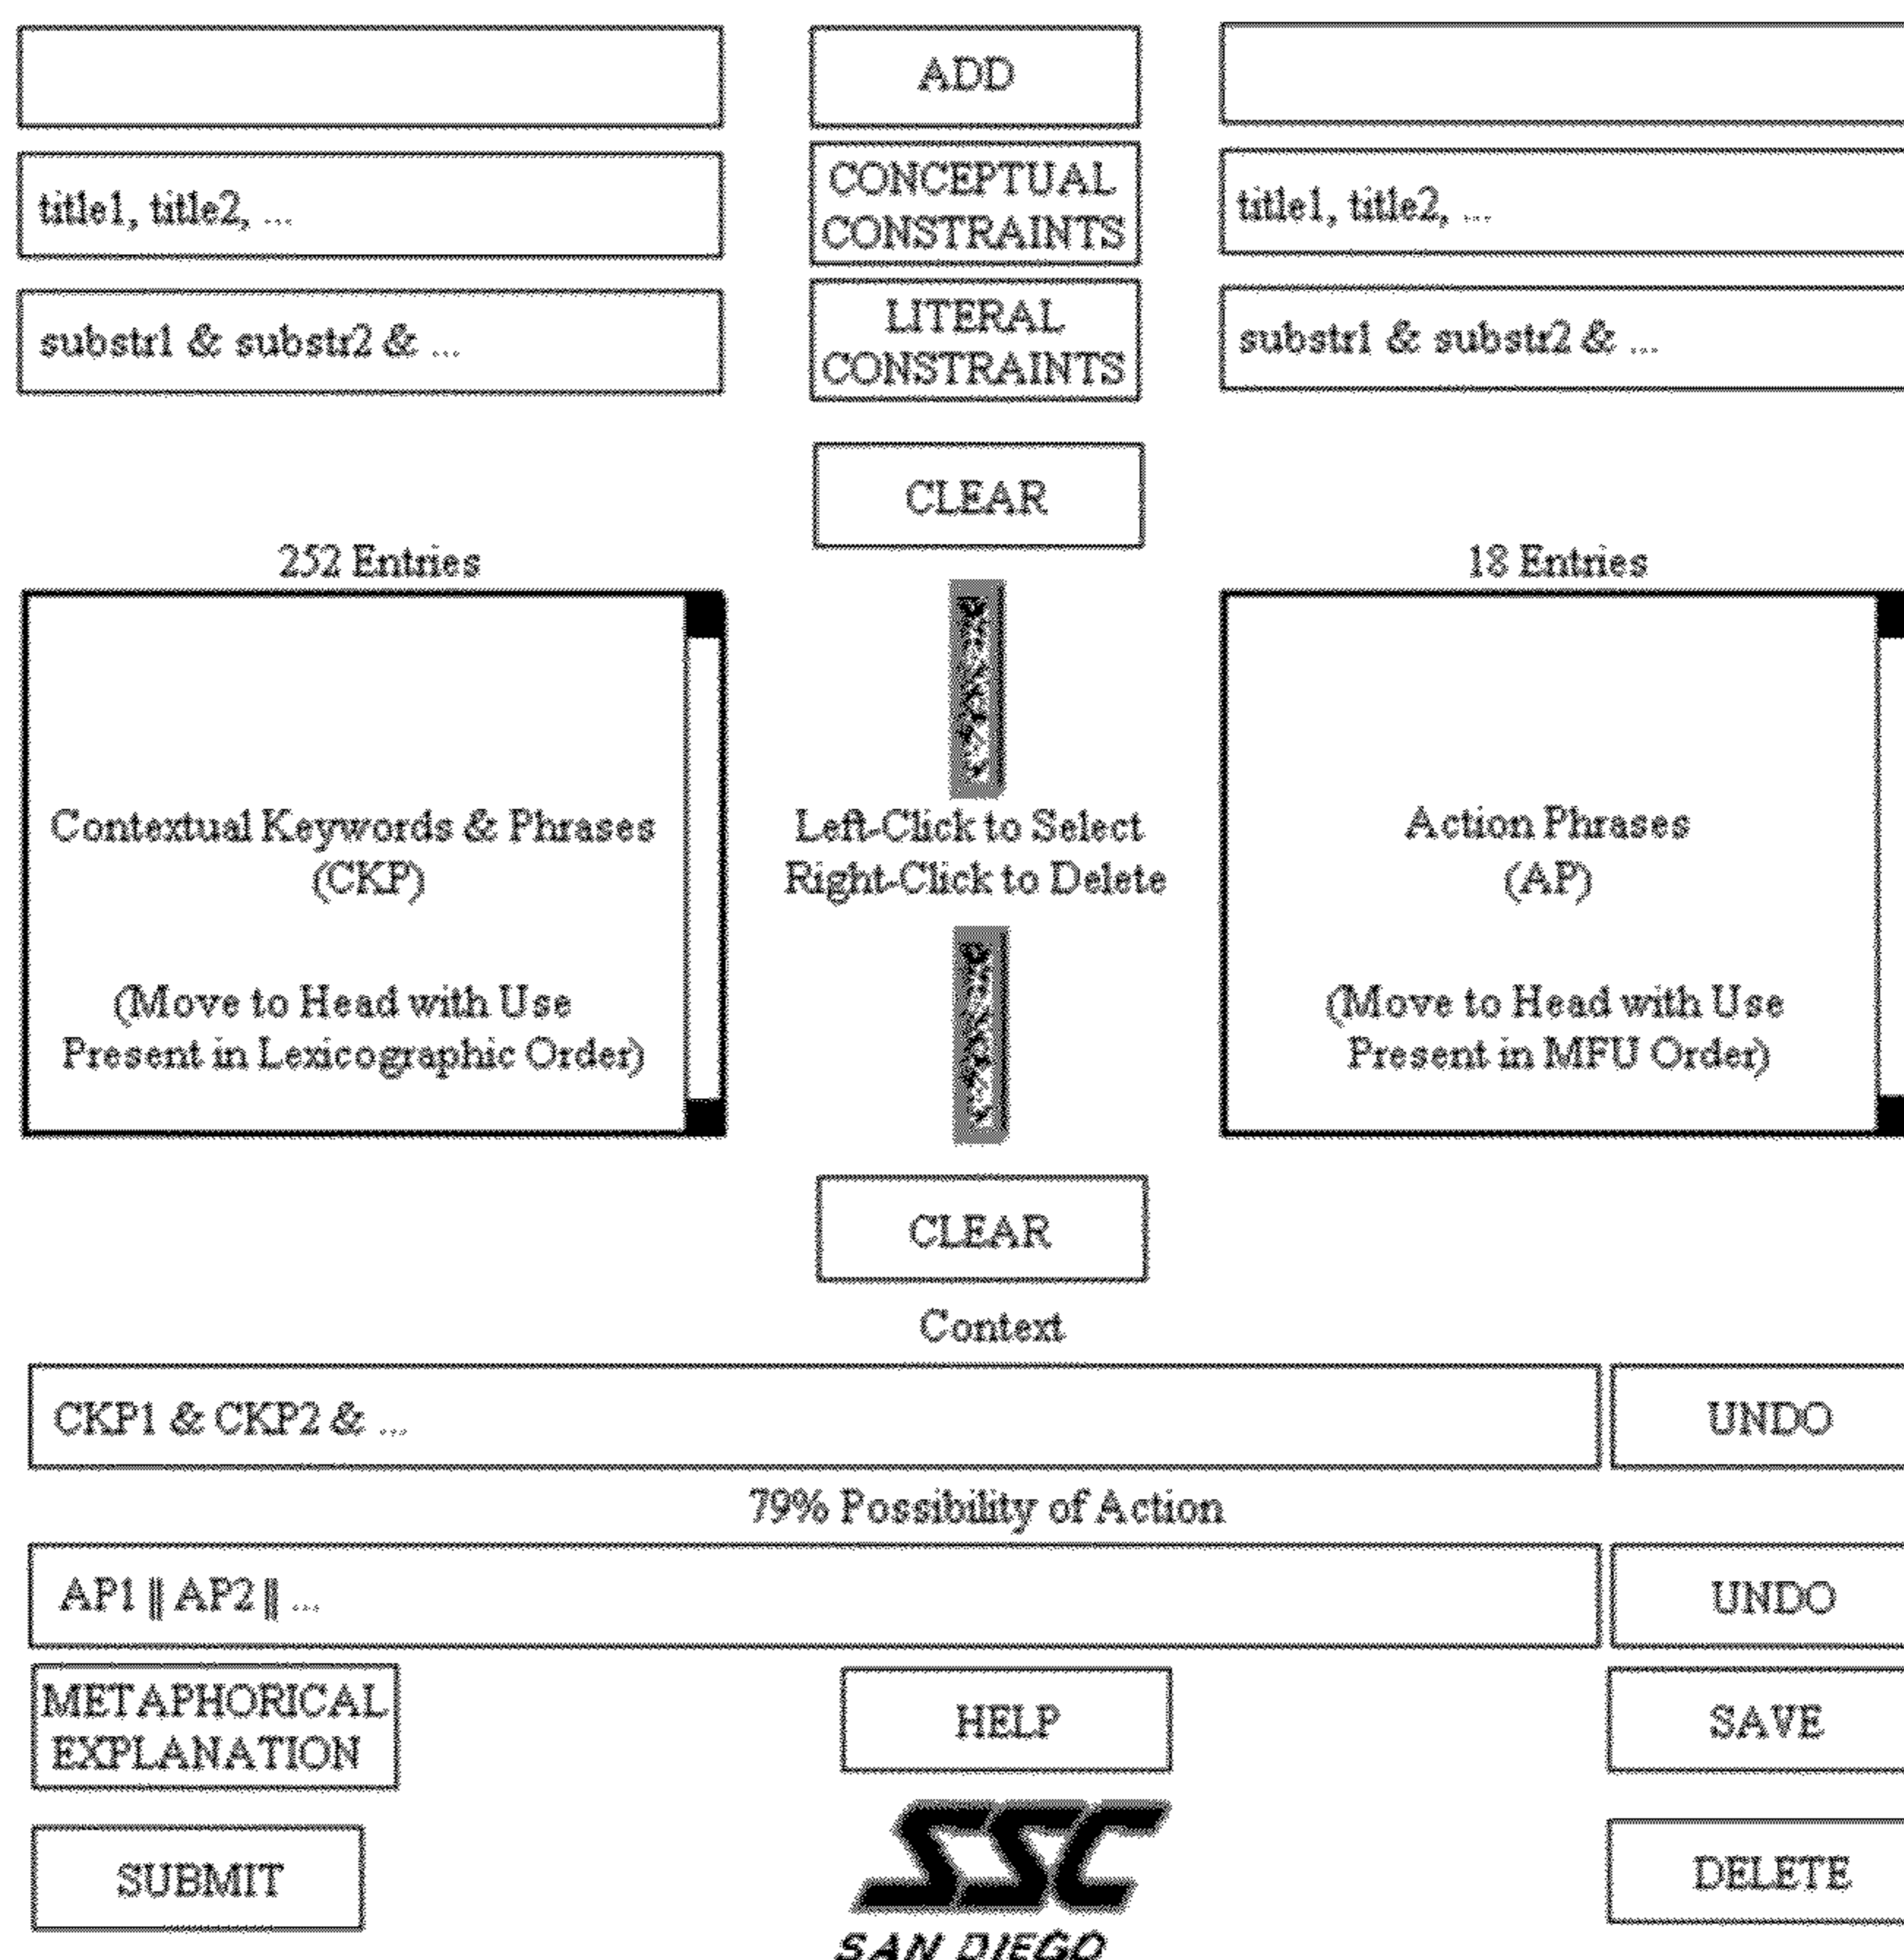 ADD
title1, title2, ...
CONCEPTUAL
CONSTRAINTS
title1, title2, ...
substr1 & substr2 & ...
LITERAL
CONSTRAINTS
substr1 & substr2 & ...
CLEAR
252 Entries
18 Entries
Contextual Keywords & Phrases
(CKP)
(Move to Head with Use
Present in Lexicographic Order)
Left-Click to Select
Right-Click to Delete
Action Phrases
(AP)
(Move to Head with Use
Present in MFU Order)
CLEAR
Context
CKP1 & CKP2 & ...
UNDO
79% Possibility of Action
AP1 || AP2 || ...
UNDO
METAPHORICAL
EXPLANATION
HELP
SAVE
SUBMIT
SSC
SAN DIEGO
DELETE